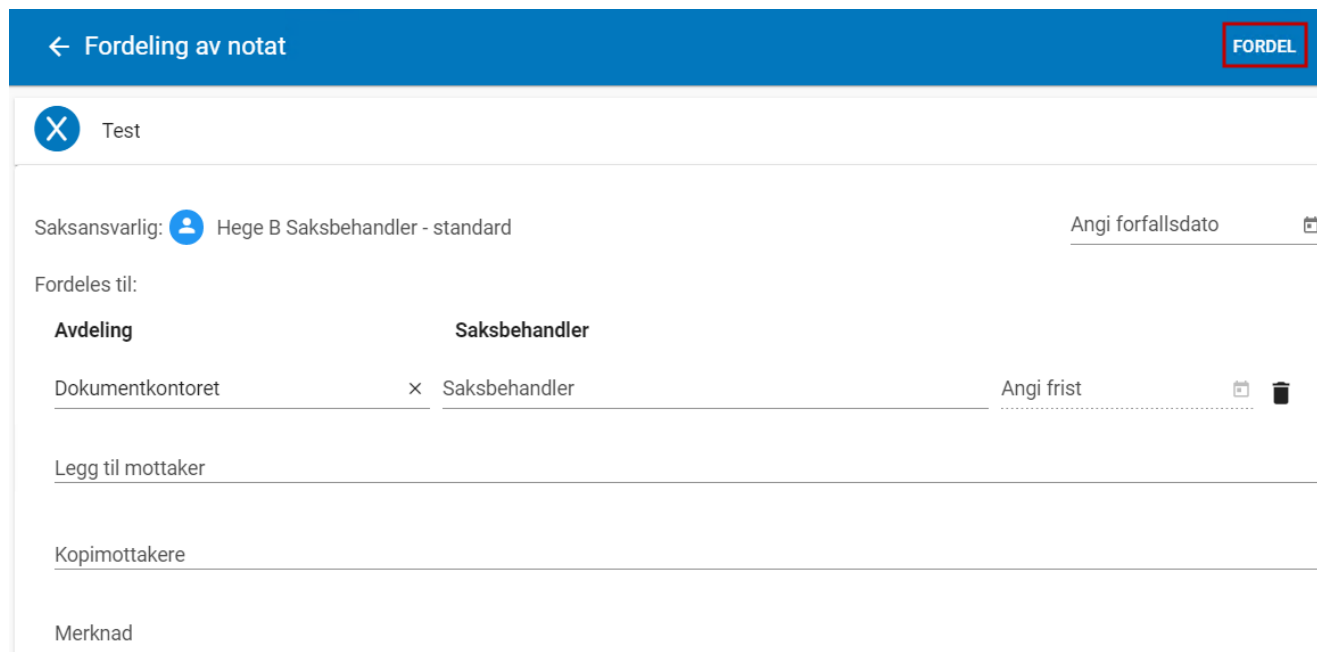 Fordeling av notat
FORDEL
Test
Saksansvarlig: Hege B Saksbehandler - standard
Angi forfallsdato
Fordeles til:
Avdeling Saksbehandler
Dokumentkontoret Saksbehandler Angi frist
Legg til mottaker
Kopimottakere
Merknad